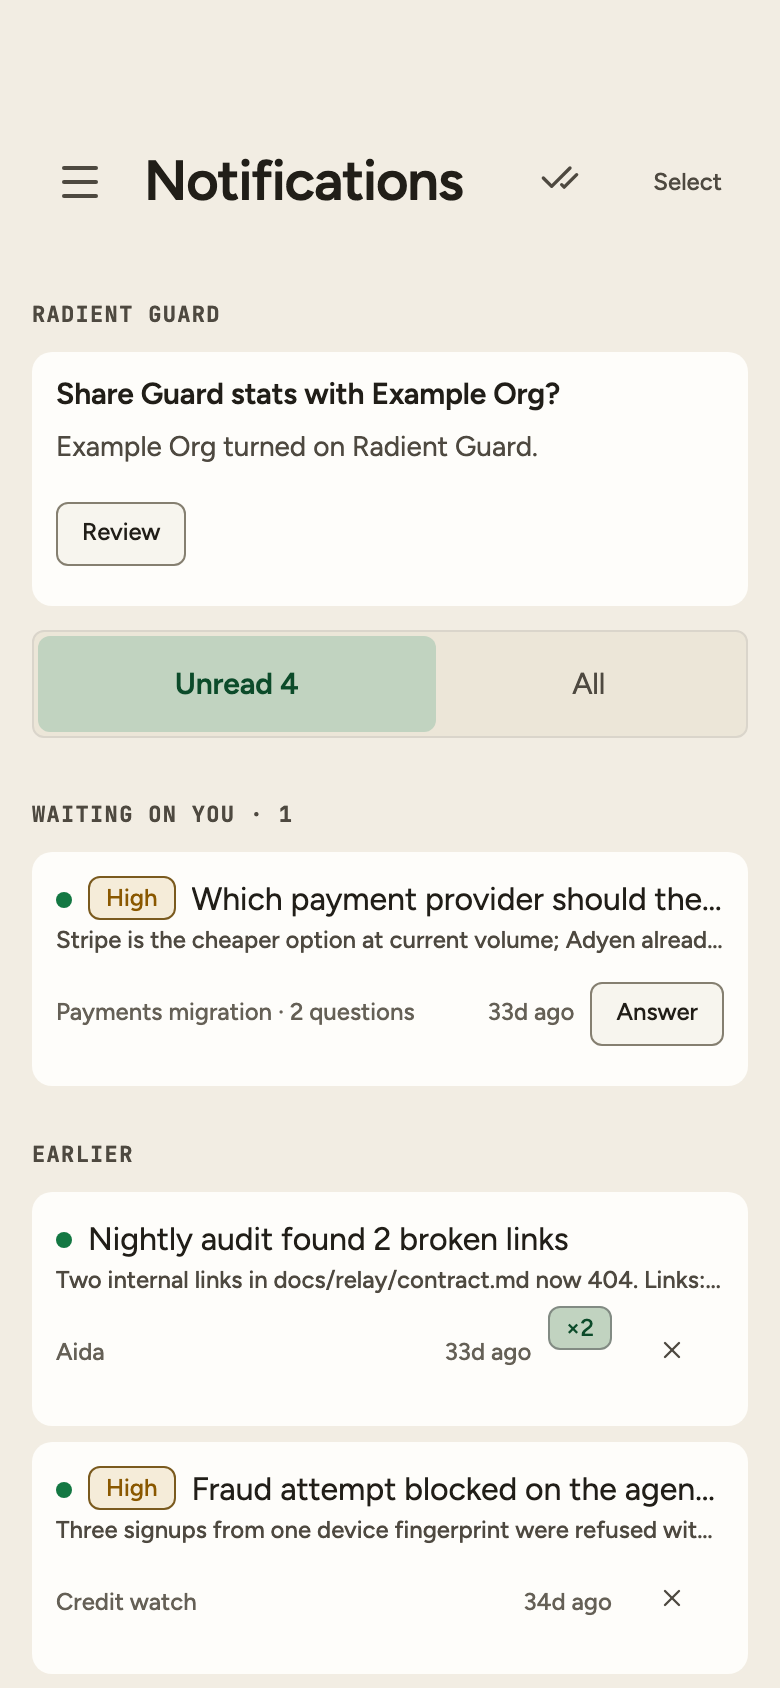 Notifications
Select
RADIENT GUARD
Share Guard stats with Example Org?
Example Org turned on Radient Guard.
Review
Unread 4
All
WAITING ON YOU · 1
High
Which payment provider should the...
Stripe is the cheaper option at current volume; Adyen alread...
Payments migration · 2 questions
33d ago
Answer
EARLIER
Nightly audit found 2 broken links
Two internal links in docs/relay/contract.md now 404. Links:...
Aida
33d ago
×2
High
Fraud attempt blocked on the agen...
Three signups from one device fingerprint were refused wit...
Credit watch
34d ago